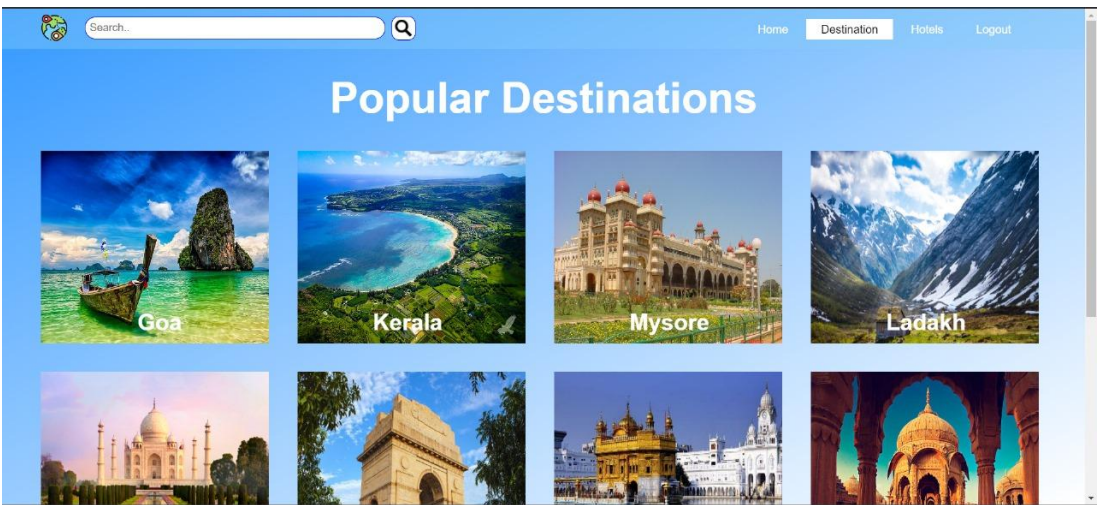 Search..
Home
Destination
Hotels
Logout
Popular Destinations
Goa
Kerala
Mysore
Ladakh